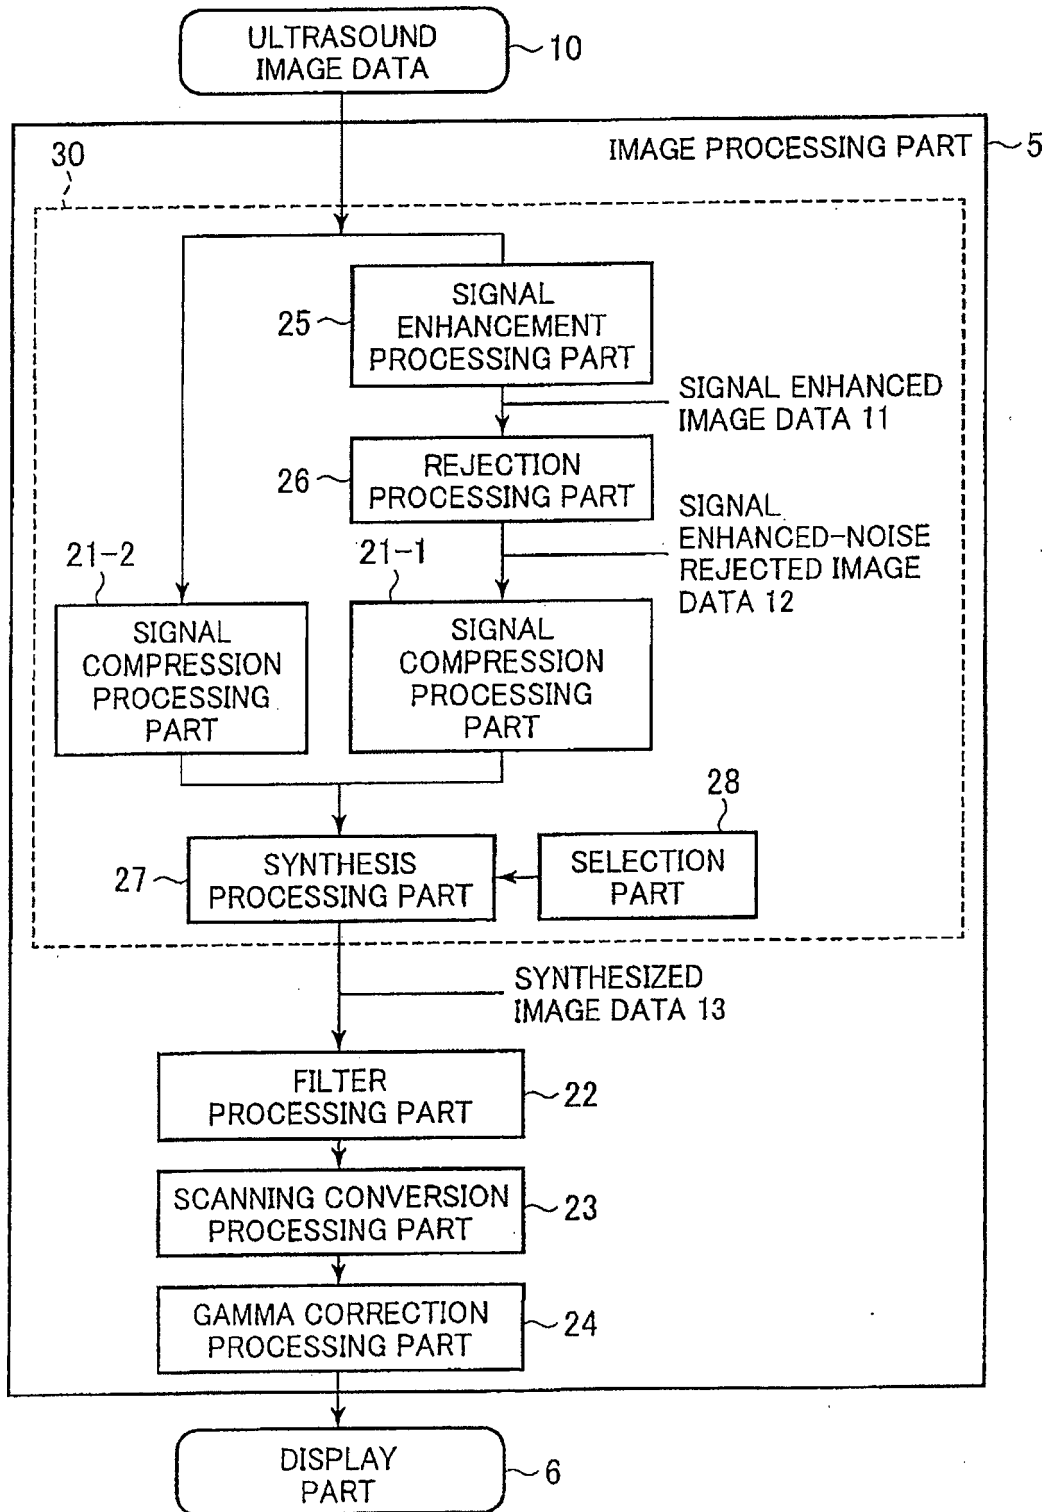 ULTRASOUND
IMAGE DATA
10
IMAGE PROCESSING PART
5
30
SIGNAL
ENHANCEMENT
PROCESSING PART
25
SIGNAL ENHANCED
IMAGE DATA 11
REJECTION
PROCESSING PART
26
SIGNAL
ENHANCED-NOISE
REJECTED IMAGE
DATA 12
21-2
21-1
SIGNAL
COMPRESSION
PROCESSING
PART
SIGNAL
COMPRESSION
PROCESSING
PART
28
27
SYNTHESIS
PROCESSING PART
SELECTION
PART
SYNTHESIZED
IMAGE DATA 13
FILTER
PROCESSING PART
22
SCANNING CONVERSION
PROCESSING PART
23
GAMMA CORRECTION
PROCESSING PART
24
DISPLAY
PART
6